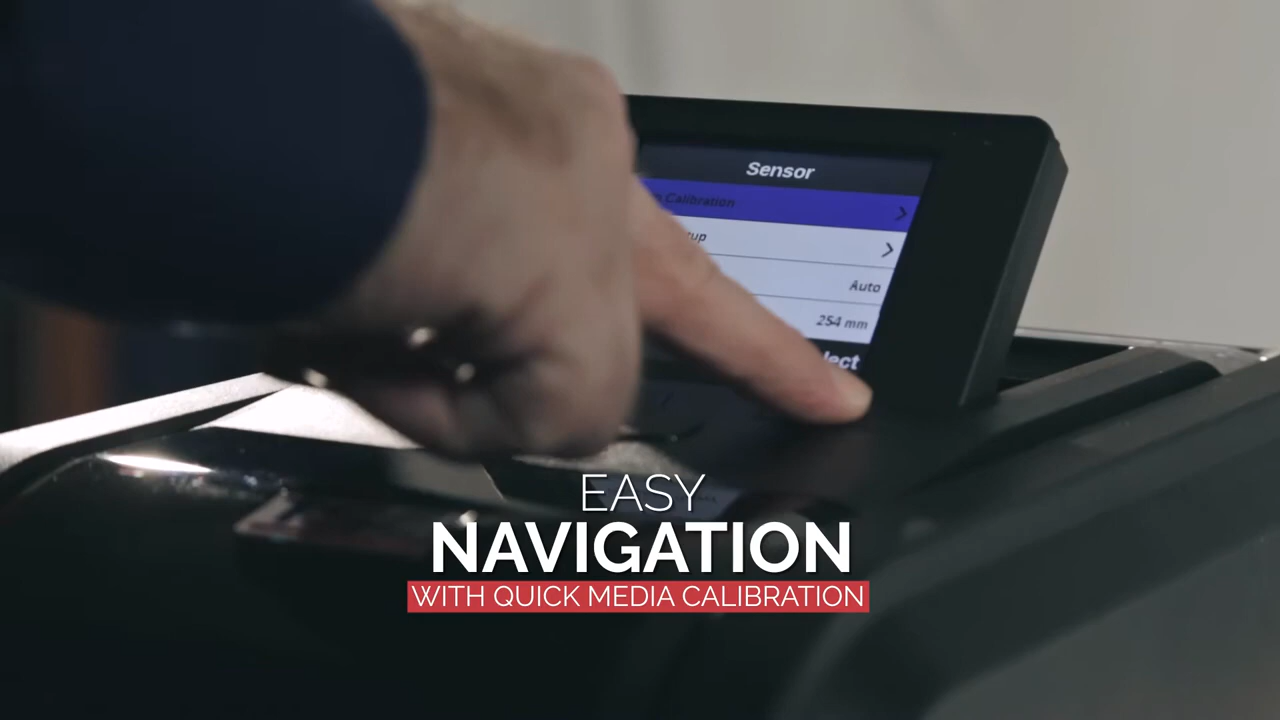 Sensor
Calibration
Auto
254 mm
EASY
NAVIGATION
WITH QUICK MEDIA CALIBRATION